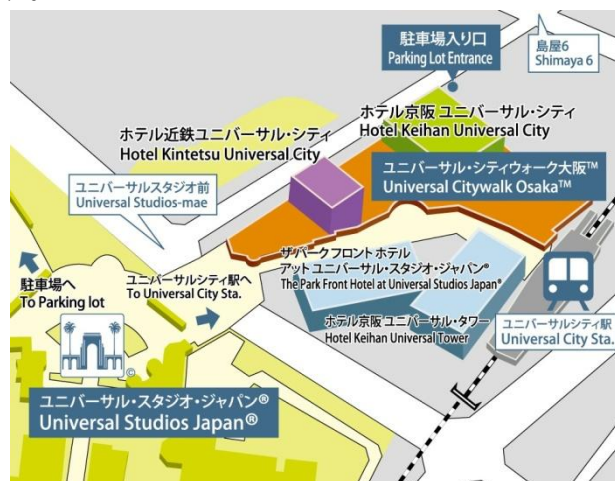 駐車場入り口
Parking Lot Entrance
島屋6
Shimaya 6
ホテル京阪 ユニバーサル・シティ
Hotel Keihan Universal City
ホテル近鉄ユニバーサル・シティ
Hotel Kintetsu Universal City
ユニバーサル・シティウォーク大阪™
Universal Citywalk Osaka™
ユニバーサルスタジオ前
Universal Studios-mae
ザ パーク フロント ホテル
アット ユニバーサル・スタジオ・ジャパン®
The Park Front Hotel at Universal Studios Japan®
駐車場へ
To Parking lot
ユニバーサルシティ駅へ
To Universal City Sta.
ホテル京阪 ユニバーサル・タワー
Hotel Keihan Universal Tower
ユニバーサルシティ駅
Universal City Sta.
©
ユニバーサル・スタジオ・ジャパン®
Universal Studios Japan®